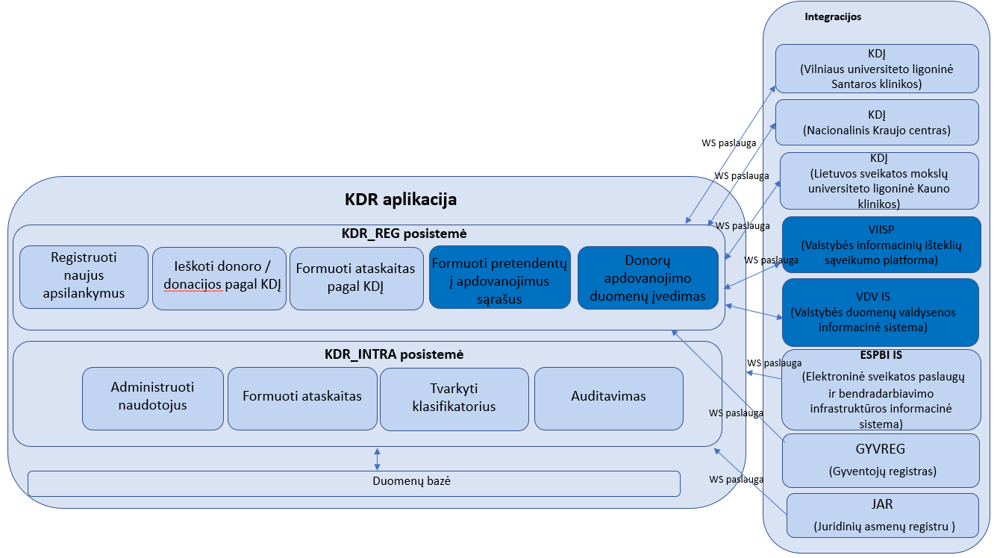 Integracijos
KDĮ
(Vilniaus universiteto ligoninė
Santaros klinikos)
KDĮ
(Nacionalinis Kraujo centras)
KDĮ
(Lietuvos sveikatos mokslų
universiteto ligoninė Kauno
klinikos)
VIISP
(Valstybės informacinių išteklių
sąveikumo platforma)
VDV IS
(Valstybės duomenų valdysenos
informacinė sistema)
ESPBI IS
(Elektroninė sveikatos paslaugų
ir bendradarbiavimo
infrastruktūros informacinė
sistema)
GYVREG
(Gyventojų registras)
JAR
(Juridinių asmenų registru )
WS paslauga
WS paslauga
WS paslauga
WS paslauga
WS paslauga
WS paslauga
WS paslauga
KDR aplikacija
KDR_REG posistemė
Registruoti
naujus
apsilankymus
Ieškoti donoro /
donacijos pagal KDĮ
Formuoti ataskaitas
pagal KDĮ
Formuoti pretendentų
į apdovanojimus
sąrašus
Donorų
apdovanojimo
duomenų įvedimas
KDR_INTRA posistemė
Administruoti
naudotojus
Formuoti ataskaitas
Tvarkyti
klasifikatorius
Auditavimas
Duomenų bazė